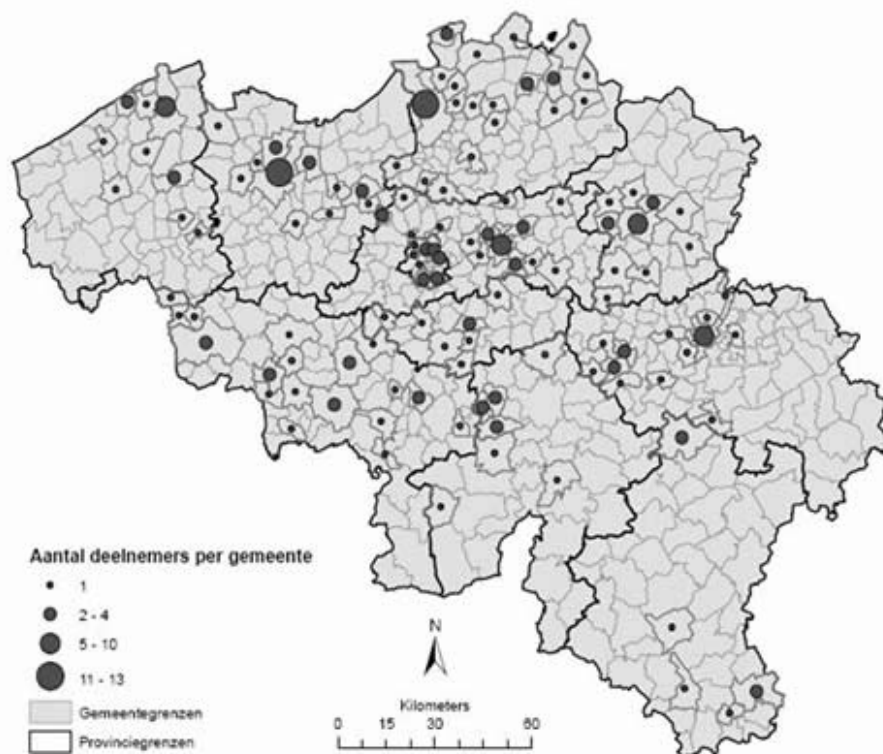 Aantal deelnemers per gemeente
1
2 - 4
5 - 10
11 - 13
Gemeentegrenzen
Provinciegrenzen
N
Kilometers
0 15 30 60